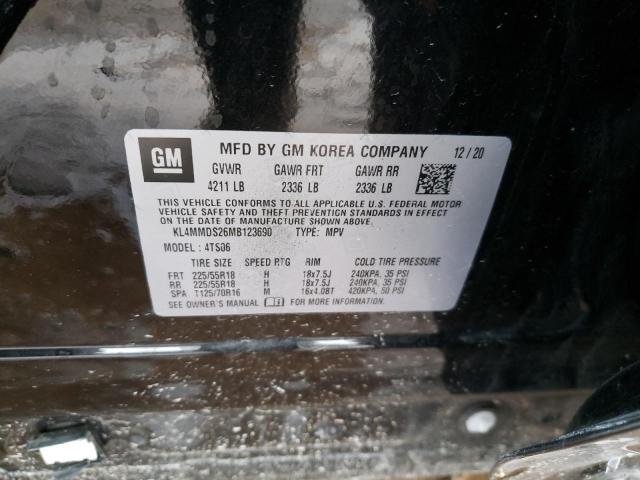 GM MFD BY GM KOREA COMPANY 12/20
GVWR GAWR FRT GAWR RR
4211 LB 2336 LB 2336 LB
THIS VEHICLE CONFORMS TO ALL APPLICABLE U.S. FEDERAL MOTOR
VEHICLE SAFETY AND THEFT PREVENTION STANDARDS IN EFFECT ON
THE DATE OF MANUFACTURE SHOWN ABOVE.
KL4MMDS26MB123690 TYPE: MPV
MODEL: 4TS06
TIRE SIZE SPEED RTG RIM COLD TIRE PRESSURE
FRT 225/55R18 H 18x7.5J 240KPA, 35 PSI
RR 225/55R18 H 18x7.5J 240KPA, 35 PSI
SPA T125/70R16 M 16x4.0BT 420KPA, 60 PSI
SEE OWNER'S MANUAL FOR MORE INFORMATION.